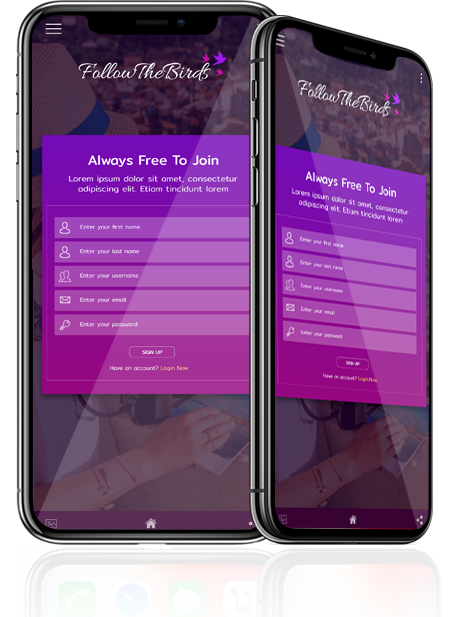 FollowTheBirds
Always Free To Join
Lorem ipsum dolor sit amet, consectetur
adipiscing elit. Etiam tincidunt lorem
Enter your first name
Enter your last name
Enter your username
Enter your email
Enter your password
SIGN UP
Have an account? Login Now
FollowTheBirds
Always Free To Join
Lorem ipsum dolor sit amet, consectetur
adipiscing elit. Etiam tincidunt lorem
Enter your first name
Enter your last name
Enter your username
Enter your email
Enter your password
SIGN UP
Have an account? LoginNow